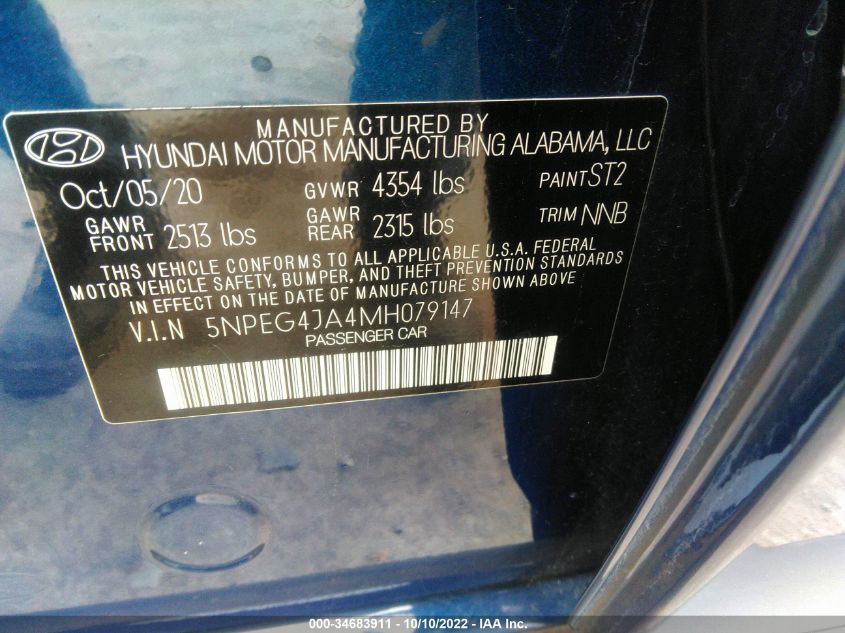 MANUFACTURED BY
HYUNDAI MOTOR MANUFACTURING ALABAMA, LLC
Oct/05/20 GVWR 4354 lbs PAINT ST2
GAWR FRONT 2513 lbs GAWR REAR 2315 lbs TRIM NNB
THIS VEHICLE CONFORMS TO ALL APPLICABLE U.S.A. FEDERAL
MOTOR VEHICLE SAFETY, BUMPER, AND THEFT PREVENTION STANDARDS
IN EFFECT ON THE DATE OF MANUFACTURE SHOWN ABOVE
V.I.N 5NPEG4JA4MH079147
PASSENGER CAR
000-34683911 - 10/10/2022 - IAA Inc.